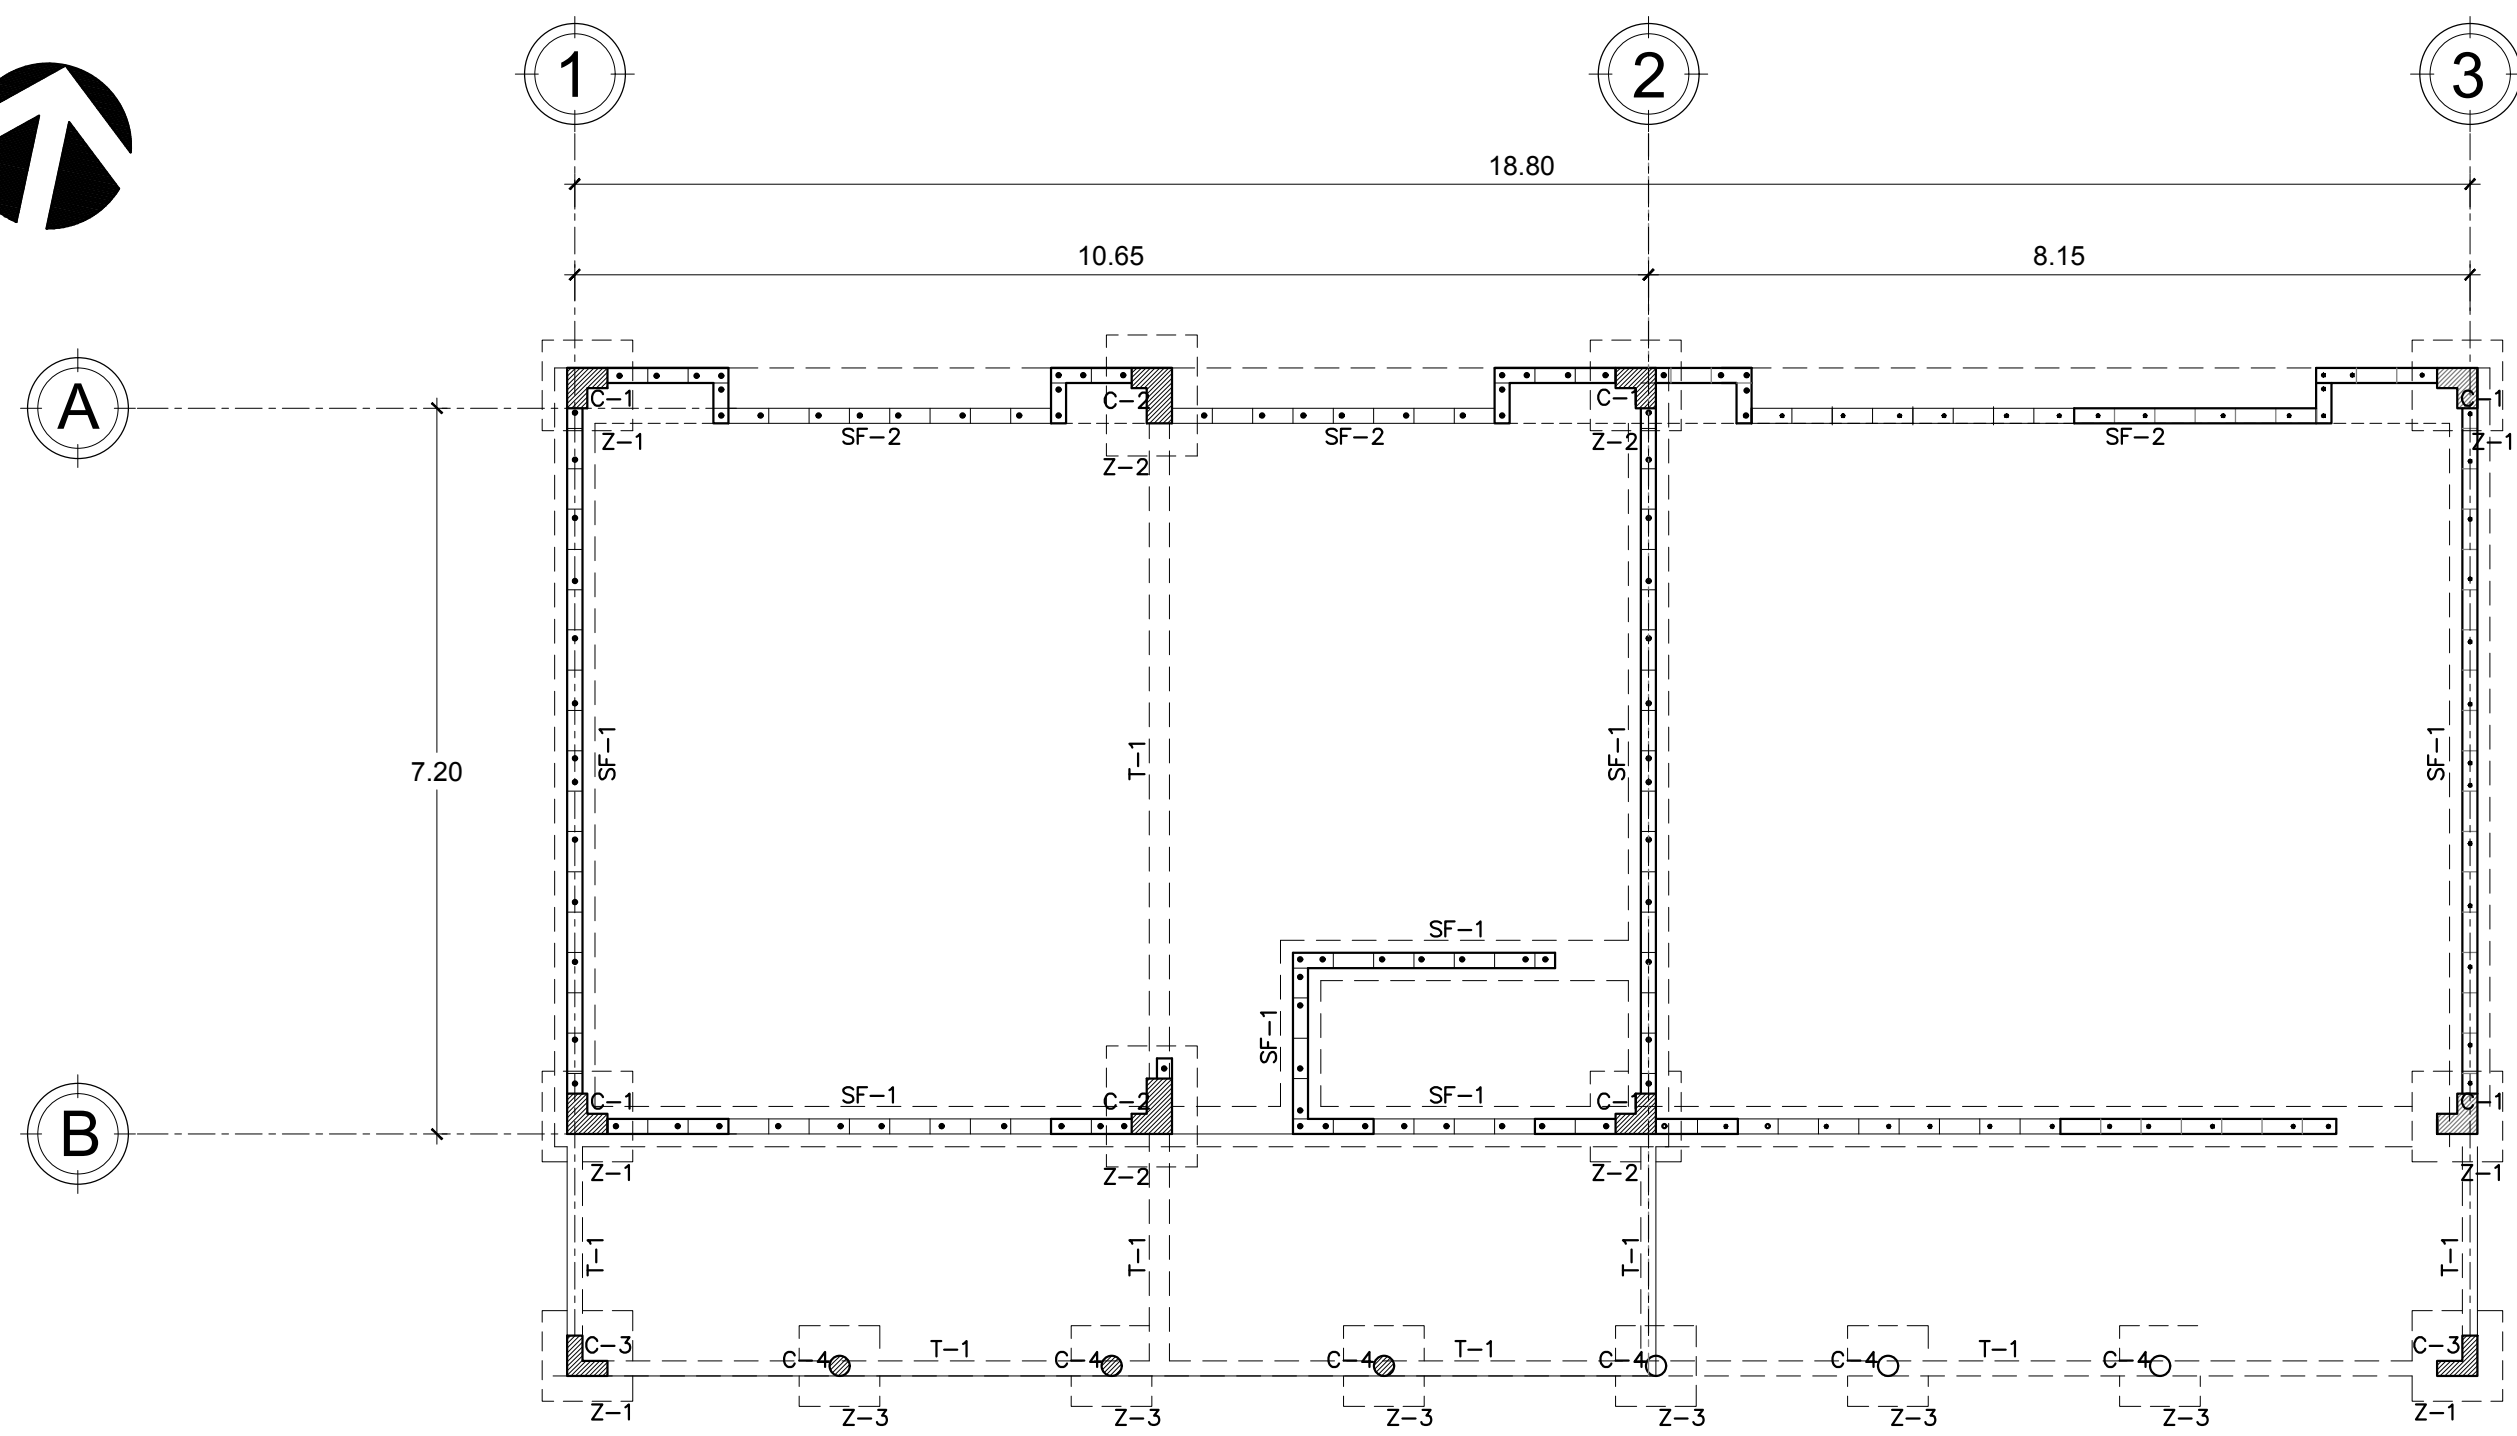 1 2 3
18.80
10.65 8.15
A
C-1 C-2 C-1 C-1
Z-1 SF-2 SF-2 Z-2 SF-2 Z-1
Z-2
SF-1 T-1 SF-1 SF-1
7.20
SF-1
SF-1
SF-1 SF-1
C-1 C-2 C-1 C-1
B
Z-1 Z-2 Z-2 Z-1
T-1 T-1 T-1 T-1
C-3 T-1 T-1 T-1 C-3
C-4 C-4 C-4 C-4 C-4 C-4
Z-1 Z-3 Z-3 Z-3 Z-3 Z-3 Z-3 Z-1